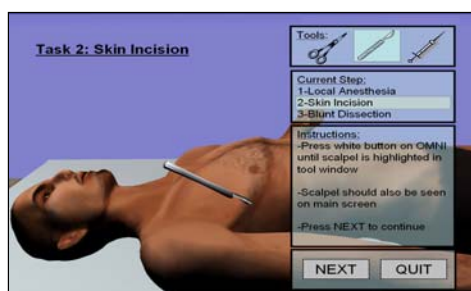 Task 2: Skin Incision
Tools:
Current Step:
1-Local Anesthesia
2-Skin Incision
3-Blunt Dissection
Instructions:
-Press white button on OMNI
until scalpel is highlighted in
tool window
-Scalpel should also be seen
on main screen
-Press NEXT to continue
NEXT QUIT